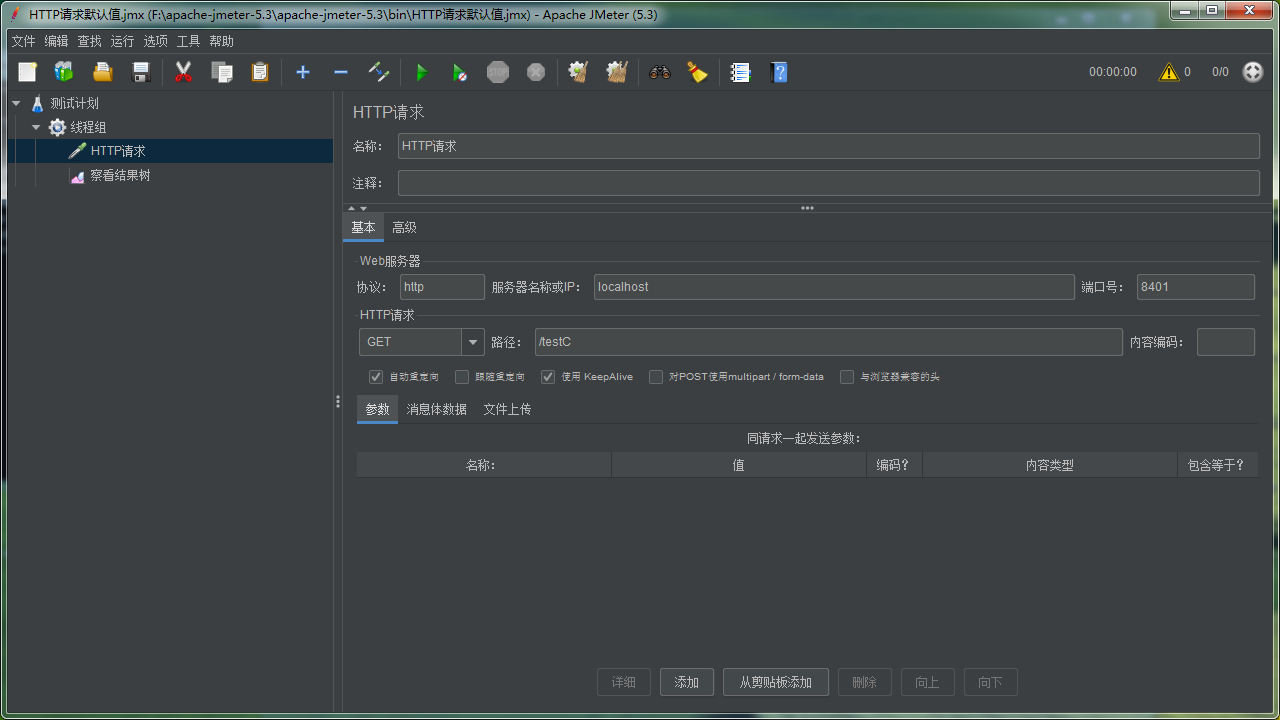 HTTP请求默认值.jmx (F:\apache-jmeter-5.3\apache-jmeter-5.3\bin\HTTP请求默认值.jmx) - Apache JMeter (5.3)
文件 编辑 查找 运行 选项 工具 帮助
STOP 00:00:00 0 0/0
测试计划
线程组
HTTP请求
察看结果树
HTTP请求
名称： HTTP请求
注释：
基本 高级
Web服务器
协议： http 服务器名称或IP： localhost 端口号： 8401
HTTP请求
GET 路径： /testC 内容编码：
自动重定向 跟随重定向 使用 KeepAlive 对POST使用multipart / form-data 与浏览器兼容的头
参数 消息体数据 文件上传
同请求一起发送参数：
名称： 值 编码？ 内容类型 包含等于？
详细 添加 从剪贴板添加 删除 向上 向下